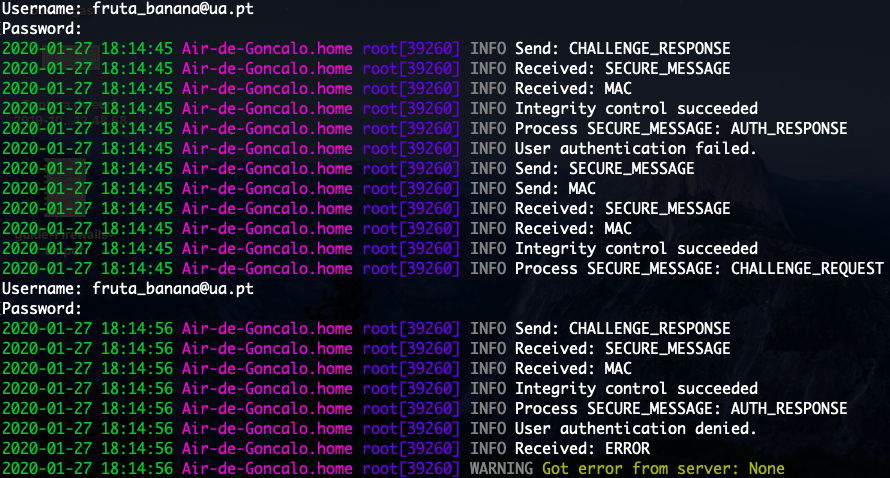 Username: fruta_banana@ua.pt
Password:
2020-01-27 18:14:45 Air-de-Goncalo.home root[39260] INFO Send: CHALLENGE_RESPONSE
2020-01-27 18:14:45 Air-de-Goncalo.home root[39260] INFO Received: SECURE_MESSAGE
2020-01-27 18:14:45 Air-de-Goncalo.home root[39260] INFO Received: MAC
2020-01-27 18:14:45 Air-de-Goncalo.home root[39260] INFO Integrity control succeeded
2020-01-27 18:14:45 Air-de-Goncalo.home root[39260] INFO Process SECURE_MESSAGE: AUTH_RESPONSE
2020-01-27 18:14:45 Air-de-Goncalo.home root[39260] INFO User authentication failed.
2020-01-27 18:14:45 Air-de-Goncalo.home root[39260] INFO Send: SECURE_MESSAGE
2020-01-27 18:14:45 Air-de-Goncalo.home root[39260] INFO Send: MAC
2020-01-27 18:14:45 Air-de-Goncalo.home root[39260] INFO Received: SECURE_MESSAGE
2020-01-27 18:14:45 Air-de-Goncalo.home root[39260] INFO Received: MAC
2020-01-27 18:14:45 Air-de-Goncalo.home root[39260] INFO Integrity control succeeded
2020-01-27 18:14:45 Air-de-Goncalo.home root[39260] INFO Process SECURE_MESSAGE: CHALLENGE_REQUEST
Username: fruta_banana@ua.pt
Password:
2020-01-27 18:14:56 Air-de-Goncalo.home root[39260] INFO Send: CHALLENGE_RESPONSE
2020-01-27 18:14:56 Air-de-Goncalo.home root[39260] INFO Received: SECURE_MESSAGE
2020-01-27 18:14:56 Air-de-Goncalo.home root[39260] INFO Received: MAC
2020-01-27 18:14:56 Air-de-Goncalo.home root[39260] INFO Integrity control succeeded
2020-01-27 18:14:56 Air-de-Goncalo.home root[39260] INFO Process SECURE_MESSAGE: AUTH_RESPONSE
2020-01-27 18:14:56 Air-de-Goncalo.home root[39260] INFO User authentication denied.
2020-01-27 18:14:56 Air-de-Goncalo.home root[39260] INFO Received: ERROR
2020-01-27 18:14:56 Air-de-Goncalo.home root[39260] WARNING Got error from server: None